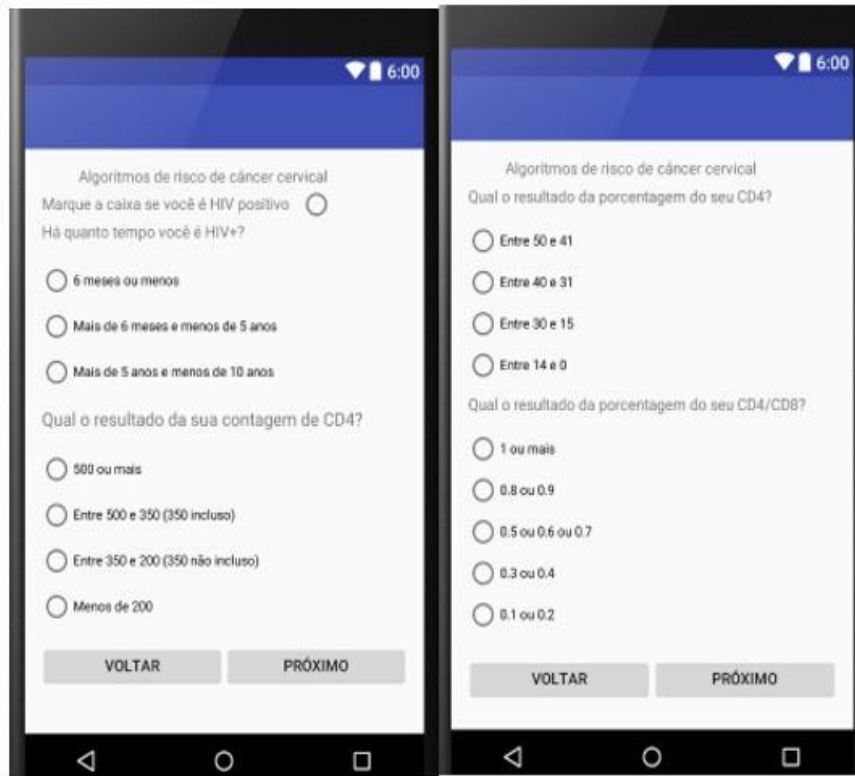 6:00
Algoritmos de risco de câncer cervical
Marque a caixa se você é HIV positivo
Há quanto tempo você é HIV+?
6 meses ou menos
Mais de 6 meses e menos de 5 anos
Mais de 5 anos e menos de 10 anos
Qual o resultado da sua contagem de CD4?
500 ou mais
Entre 500 e 350 (350 incluso)
Entre 350 e 200 (350 não incluso)
Menos de 200
VOLTAR PRÓXIMO
6:00
Algoritmos de risco de câncer cervical
Qual o resultado da porcentagem do seu CD4?
Entre 50 e 41
Entre 40 e 31
Entre 30 e 15
Entre 14 e 0
Qual o resultado da porcentagem do seu CD4/CD8?
1 ou mais
0.8 ou 0.9
0.5 ou 0.6 ou 0.7
0.3 ou 0.4
0.1 ou 0.2
VOLTAR PRÓXIMO